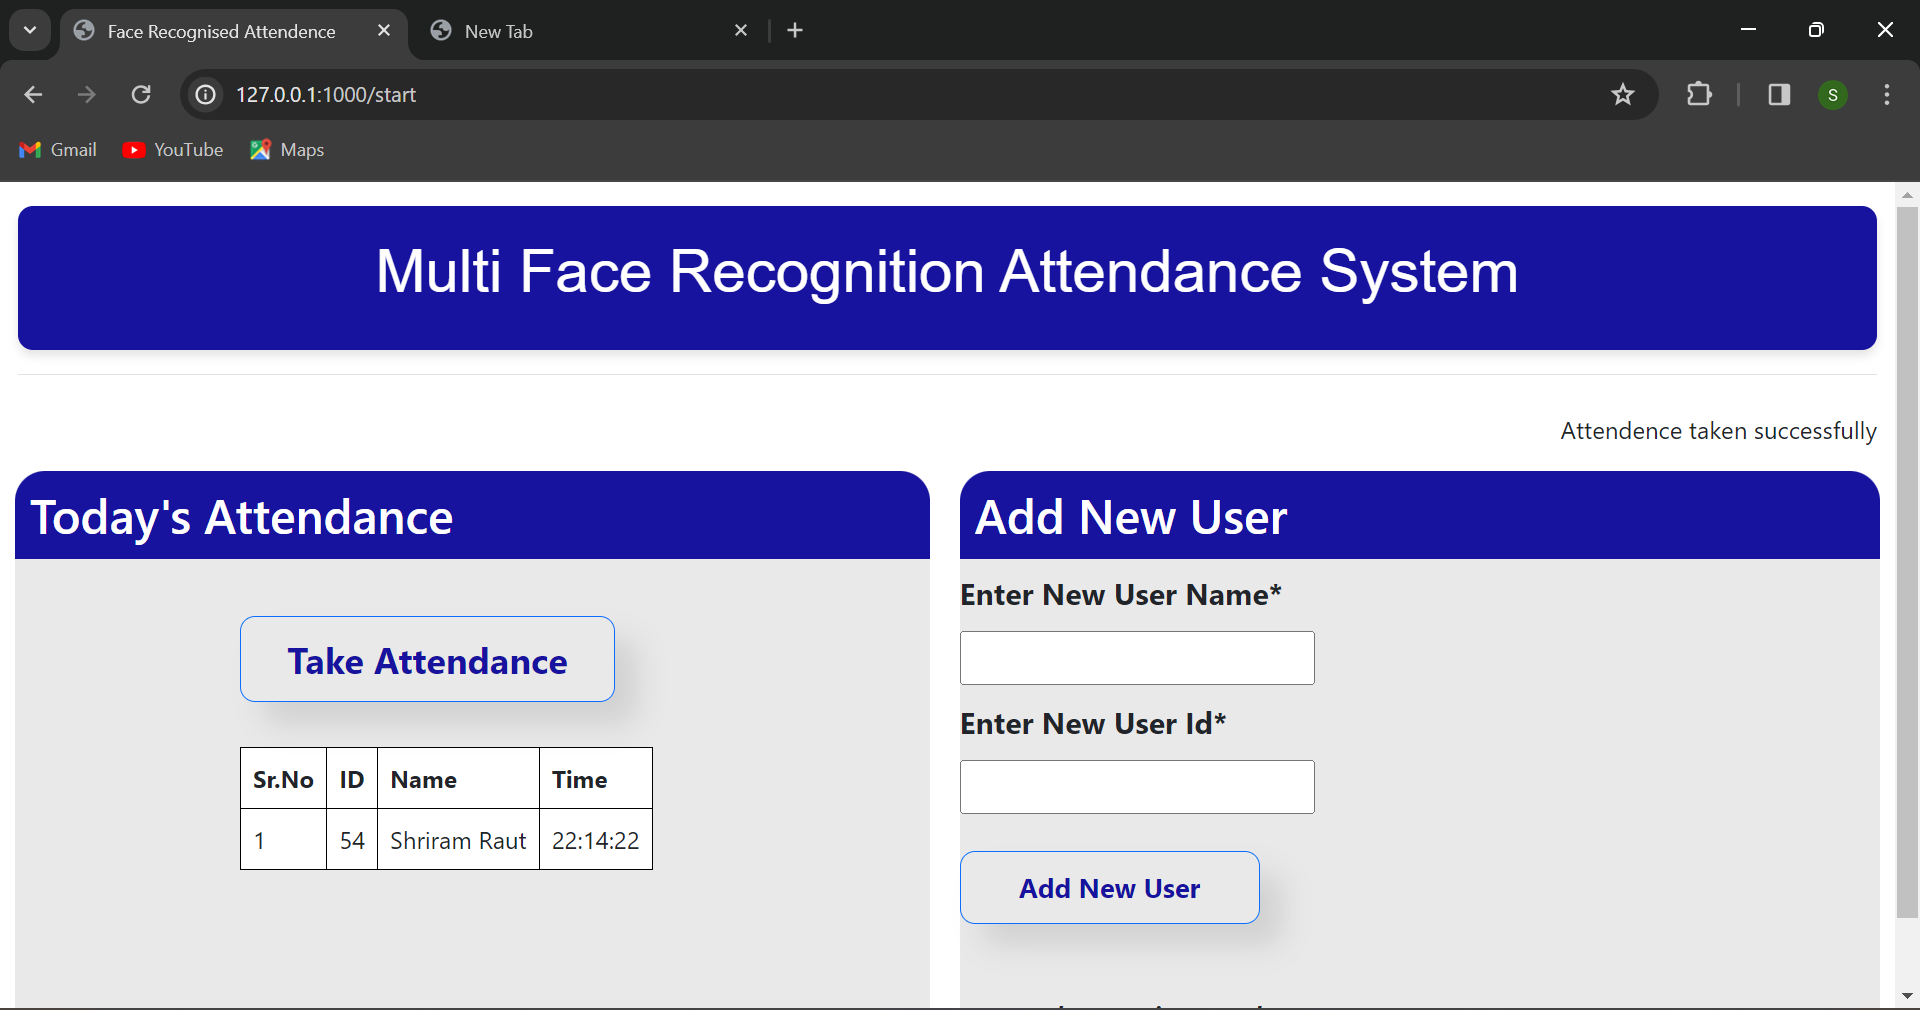 Face Recognised Attendence
New Tab
127.0.0.1:1000/start
S
Gmail
YouTube
Maps
Multi Face Recognition Attendance System
Attendence taken successfully
Today's Attendance
Take Attendance
Sr.No ID Name Time
1 54 Shriram Raut 22:14:22
Add New User
Enter New User Name*
Enter New User Id*
Add New User